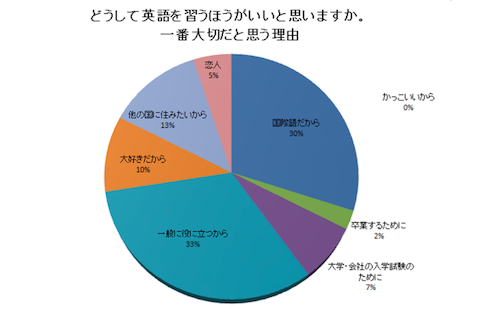 どうして英語を習うほうがいいと思いますか。
一番大切だと思う理由
恋人
5%
かっこいいから
0%
他の国に住みたいから
13%
国際語だから
30%
大好きだから
10%
一般に役に立つから
33%
卒業するために
2%
大学・会社の入学試験の
ために
7%